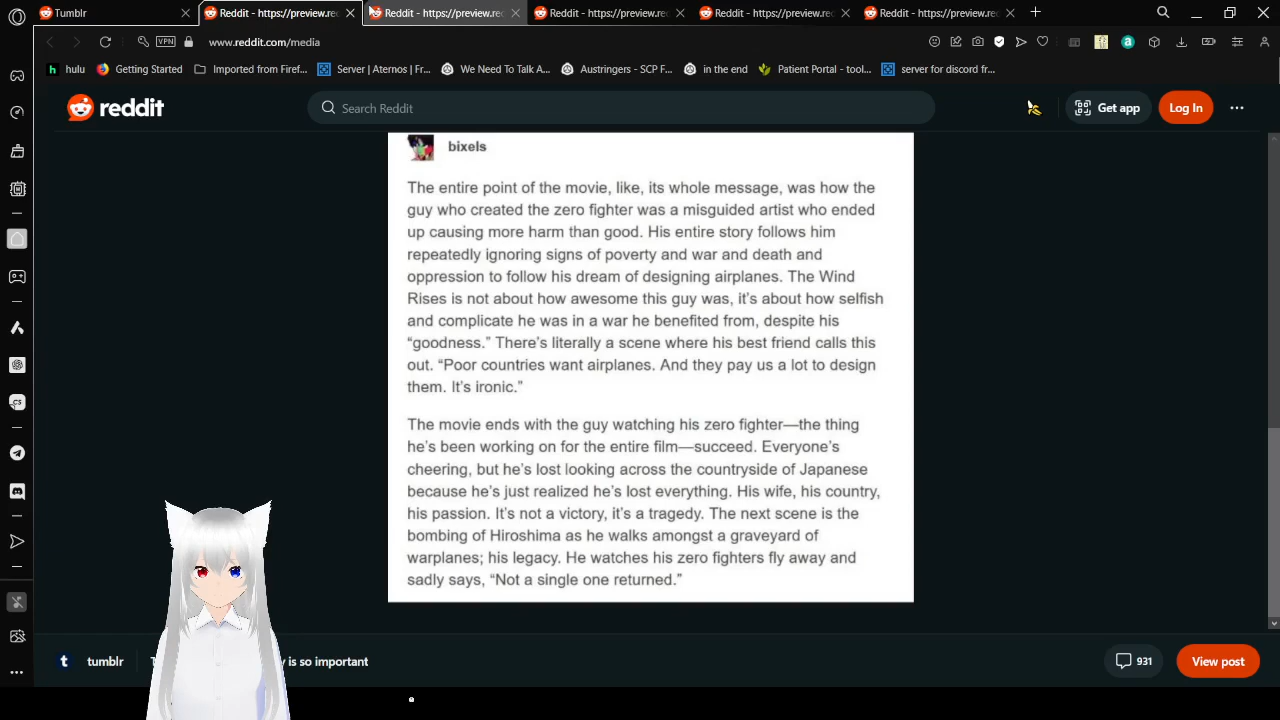 Tumblr
Reddit - https://preview.re
Reddit - https://preview.rec
Reddit - https://preview.re
Reddit - https://preview.re
Reddit - https://preview.re
VPN www.reddit.com/media
hulu Getting Started Imported from Firef... Server | Aternos | Fr... We Need To Talk A... Austringers - SCP F... in the end Patient Portal - tool... server for discord fr...
reddit Search Reddit Get app Log In
bixels
The entire point of the movie, like, its whole message, was how the
guy who created the zero fighter was a misguided artist who ended
up causing more harm than good. His entire story follows him
repeatedly ignoring signs of poverty and war and death and
oppression to follow his dream of designing airplanes. The Wind
Rises is not about how awesome this guy was, it’s about how selfish
and complicate he was in a war he benefited from, despite his
“goodness.” There’s literally a scene where his best friend calls this
out. “Poor countries want airplanes. And they pay us a lot to design
them. It’s ironic.”
The movie ends with the guy watching his zero fighter—the thing
he’s been working on for the entire film—succeed. Everyone’s
cheering, but he’s lost looking across the countryside of Japanese
because he’s just realized he’s lost everything. His wife, his country,
his passion. It’s not a victory, it’s a tragedy. The next scene is the
bombing of Hiroshima as he walks amongst a graveyard of
warplanes; his legacy. He watches his zero fighters fly away and
sadly says, “Not a single one returned.”
t tumblr y is so important 931 View post